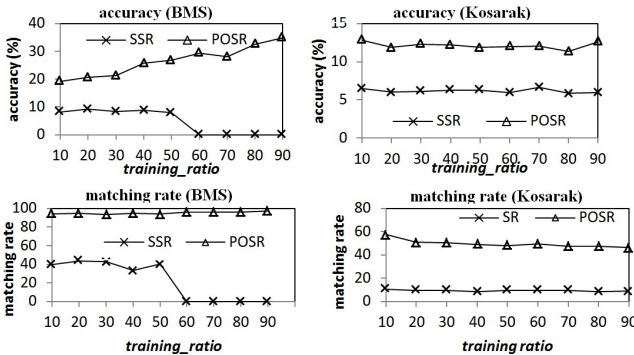 accuracy (BMS)
accuracy (%)
40
30
20
10
0
SSR POSR
10 20 30 40 50 60 70 80 90
training_ratio
accuracy (Kosarak)
accuracy (%)
15
10
5
0
SSR POSR
10 20 30 40 50 60 70 80 90
training_ratio
matching rate (BMS)
matching rate
100
80
60
40
20
0
SSR POSR
10 20 30 40 50 60 70 80 90
training_ratio
matching rate (Kosarak)
matching rate
80
60
40
20
0
SR POSR
10 20 30 40 50 60 70 80 90
training ratio